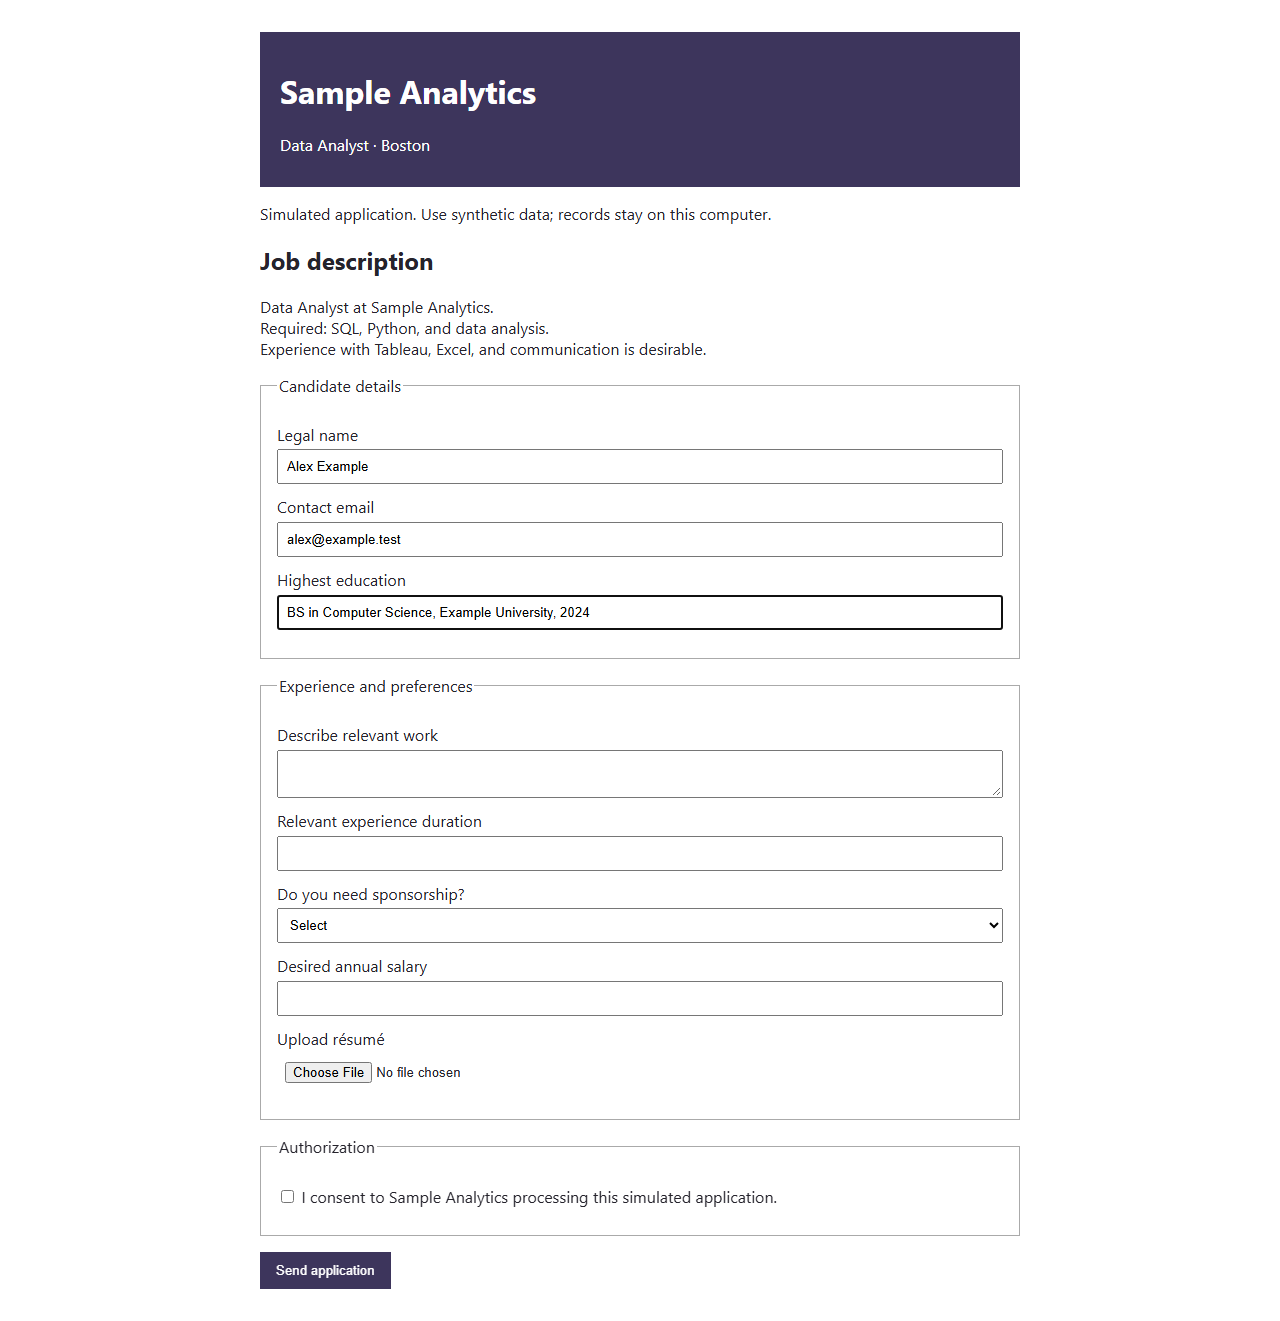 Sample Analytics
Data Analyst · Boston
Simulated application. Use synthetic data; records stay on this computer.
Job description
Data Analyst at Sample Analytics.
Required: SQL, Python, and data analysis.
Experience with Tableau, Excel, and communication is desirable.
Candidate details
Legal name
Alex Example
Contact email
alex@example.test
Highest education
BS in Computer Science, Example University, 2024
Experience and preferences
Describe relevant work
Relevant experience duration
Do you need sponsorship?
Select
Desired annual salary
Upload résumé
Choose File No file chosen
Authorization
I consent to Sample Analytics processing this simulated application.
Send application